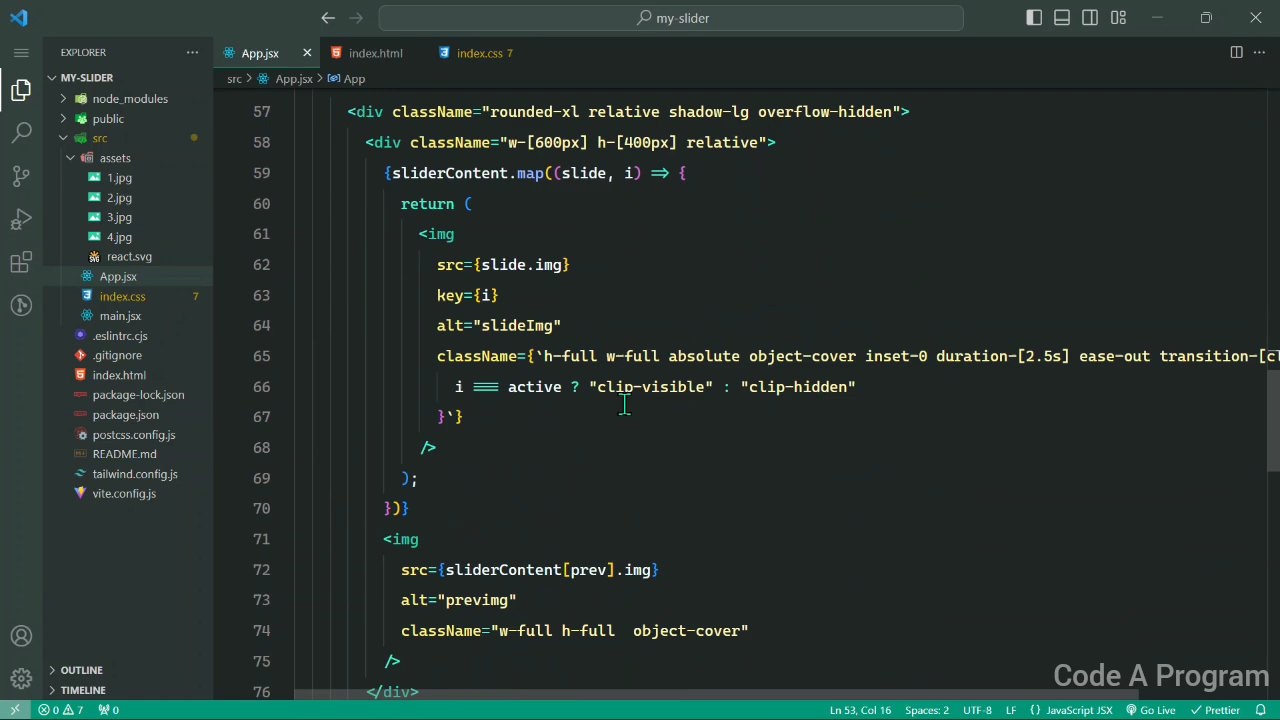 my-slider
EXPLORER
App.jsx
index.html
index.css 7
MY-SLIDER
src > App.jsx > App
node_modules
public
src
assets
1.jpg
2.jpg
3.jpg
4.jpg
react.svg
App.jsx
index.css 7
main.jsx
.eslintrc.cjs
.gitignore
index.html
package-lock.json
package.json
postcss.config.js
README.md
tailwind.config.js
vite.config.js
OUTLINE
TIMELINE
57 <div className="rounded-xl relative shadow-lg overflow-hidden">
58 <div className="w-[600px] h-[400px] relative">
59 {sliderContent.map((slide, i) => {
60 return (
61 <img
62 src={slide.img}
63 key={i}
64 alt="slideImg"
65 className={`h-full w-full absolute object-cover inset-0 duration-[2.5s] ease-out transition-[cl
66 i === active ? "clip-visible" : "clip-hidden"
67 }`}
68 />
69 );
70 })}
71 <img
72 src={sliderContent[prev].img}
73 alt="previmg"
74 className="w-full h-full  object-cover"
75 />
76 </div>
Code A Program
0 7 0
Ln 53, Col 16 Spaces: 2 UTF-8 LF {} JavaScript JSX Go Live Prettier